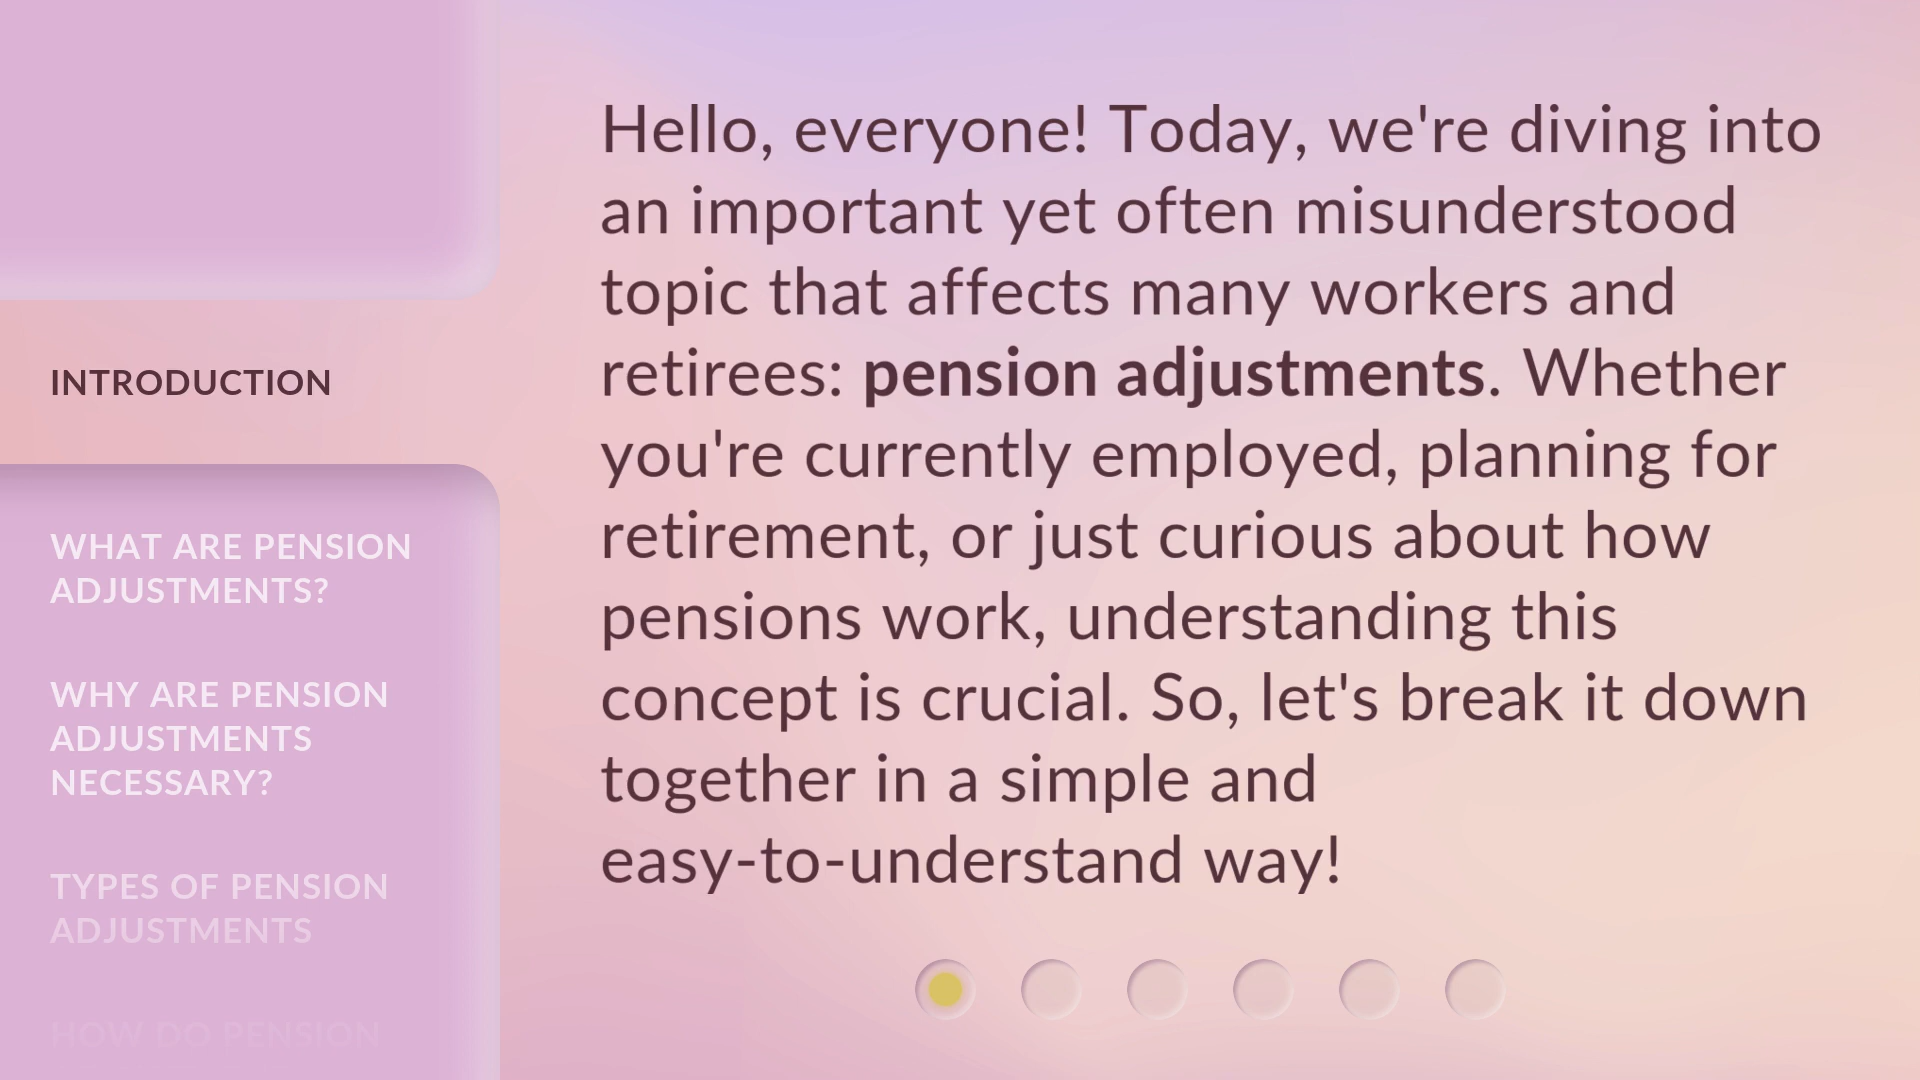 INTRODUCTION
WHAT ARE PENSION
ADJUSTMENTS?
WHY ARE PENSION
ADJUSTMENTS
NECESSARY?
TYPES OF PENSION
ADJUSTMENTS
HOW DO PENSION
Hello, everyone! Today, we're diving into
an important yet often misunderstood
topic that affects many workers and
retirees: pension adjustments. Whether
you're currently employed, planning for
retirement, or just curious about how
pensions work, understanding this
concept is crucial. So, let's break it down
together in a simple and
easy-to-understand way!